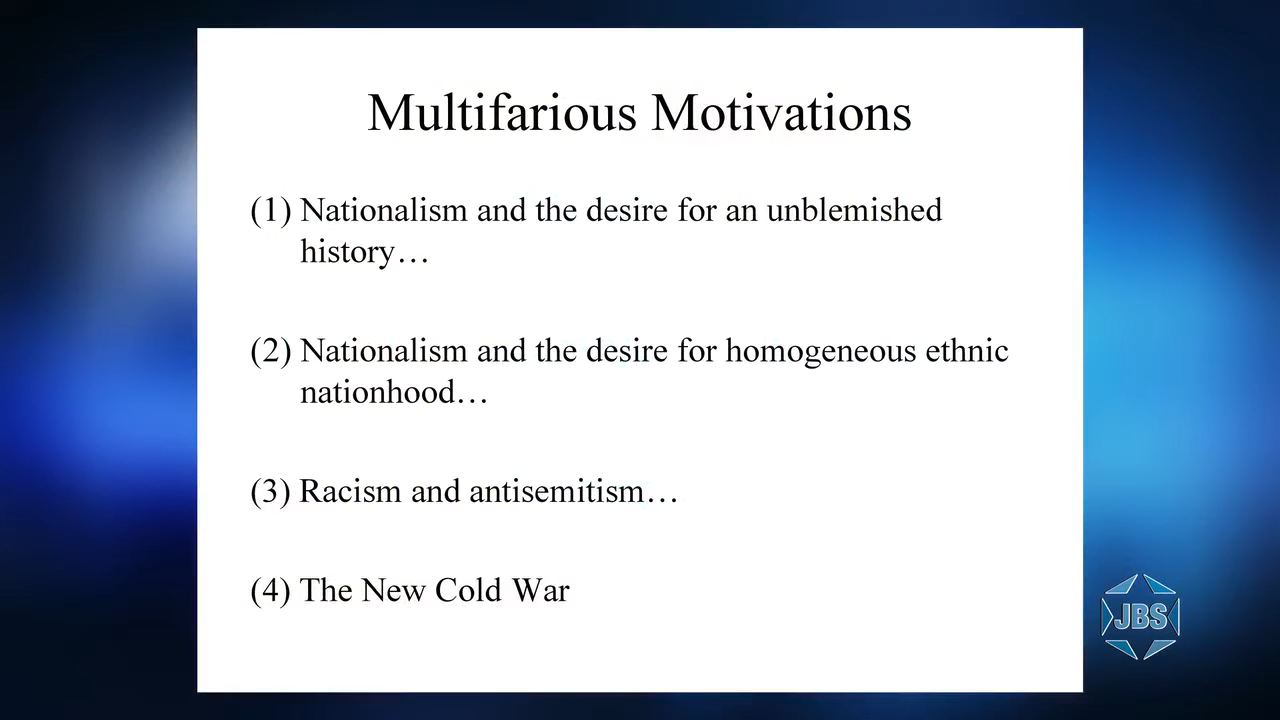 Multifarious Motivations
(1) Nationalism and the desire for an unblemished
history…
(2) Nationalism and the desire for homogeneous ethnic
nationhood…
(3) Racism and antisemitism…
(4) The New Cold War
JBS